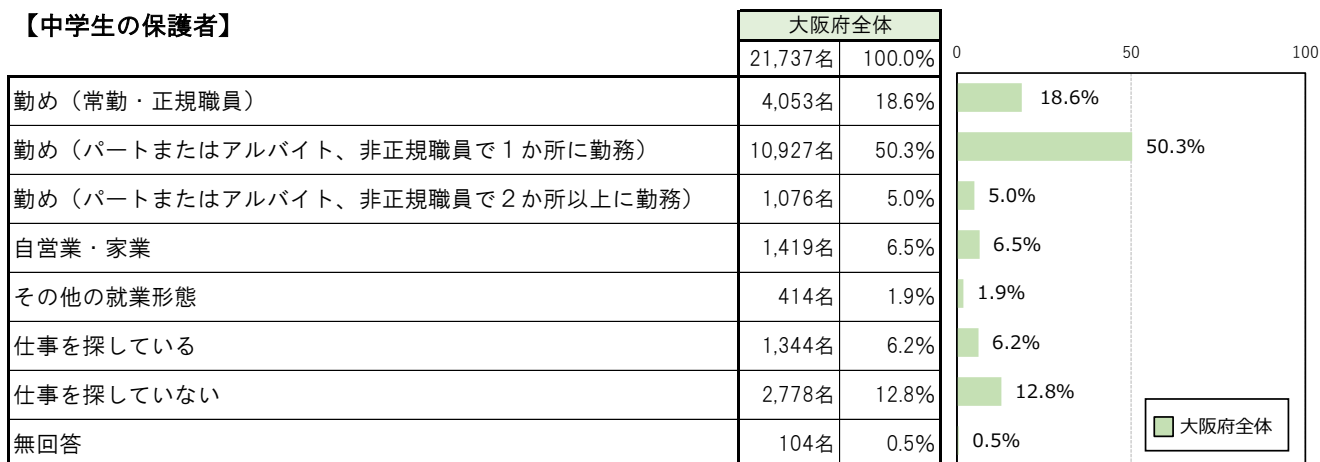 【中学生の保護者】
大阪府全体
21,737名 100.0%
0 50 100
勤め（常勤・正規職員） 4,053名 18.6% 18.6%
勤め（パートまたはアルバイト、非正規職員で１か所に勤務） 10,927名 50.3% 50.3%
勤め（パートまたはアルバイト、非正規職員で２か所以上に勤務） 1,076名 5.0% 5.0%
自営業・家業 1,419名 6.5% 6.5%
その他の就業形態 414名 1.9% 1.9%
仕事を探している 1,344名 6.2% 6.2%
仕事を探していない 2,778名 12.8% 12.8%
大阪府全体
無回答 104名 0.5% 0.5%